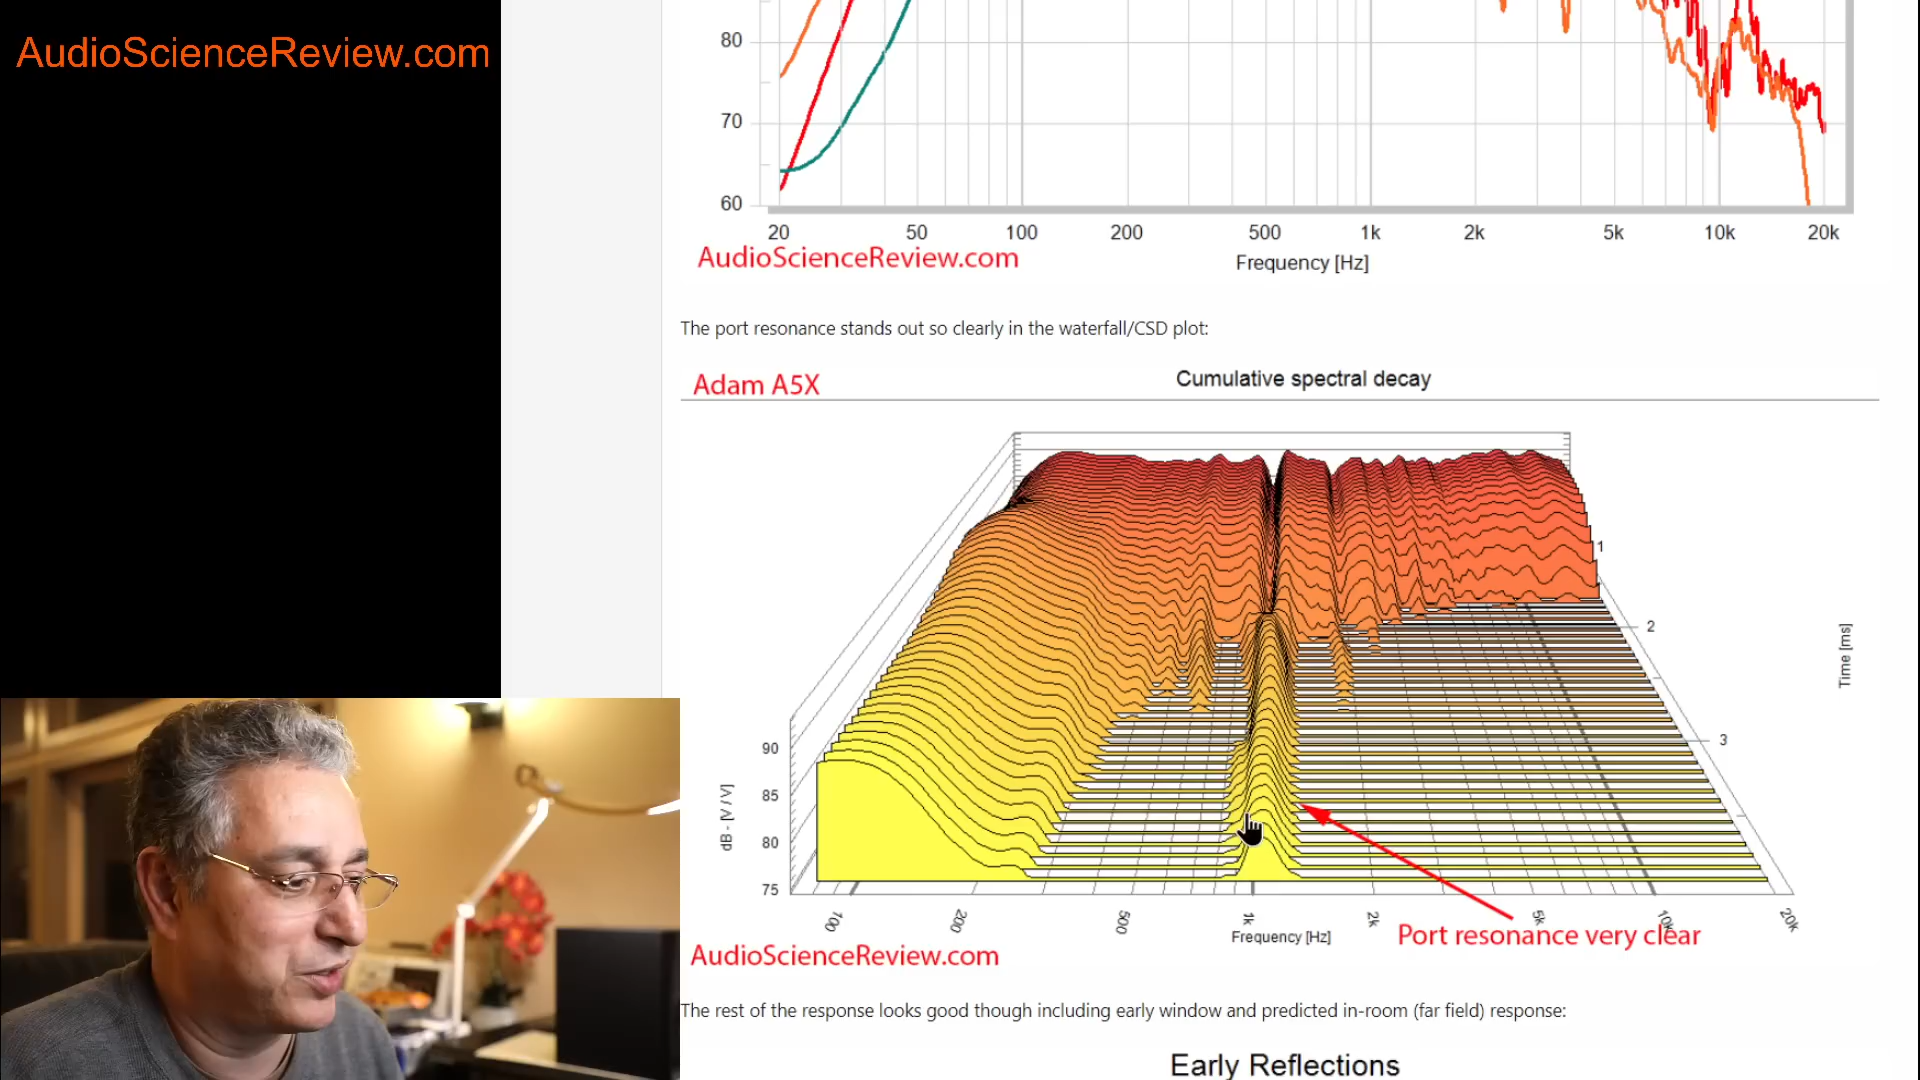 AudioScienceReview.com
80
70
60
20 50 100 200 500 1k 2k 5k 10k 20k
AudioScienceReview.com
Frequency [Hz]
The port resonance stands out so clearly in the waterfall/CSD plot:
Adam A5X
Cumulative spectral decay
1
2
3
Time [ms]
90
85
80
75
dB - [V / V]
100 200 500 1k 2k 5k 10k 20k
Frequency [Hz]
Port resonance very clear
AudioScienceReview.com
The rest of the response looks good though including early window and predicted in-room (far field) response:
Early Reflections